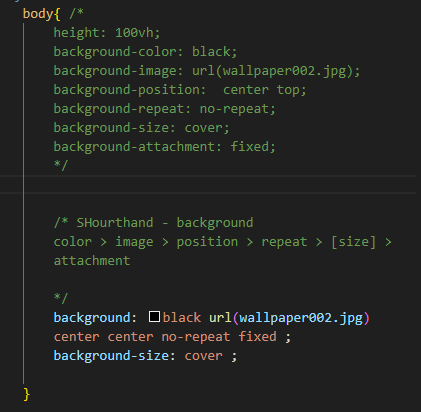 body{ /*
height: 100vh;
background-color: black;
background-image: url(wallpaper002.jpg);
background-position:  center top;
background-repeat: no-repeat;
background-size: cover;
background-attachment: fixed;
*/
/* SHourthand - background
color > image > position > repeat > [size] >
attachment
*/
background: black url(wallpaper002.jpg)
center center no-repeat fixed ;
background-size: cover ;
}